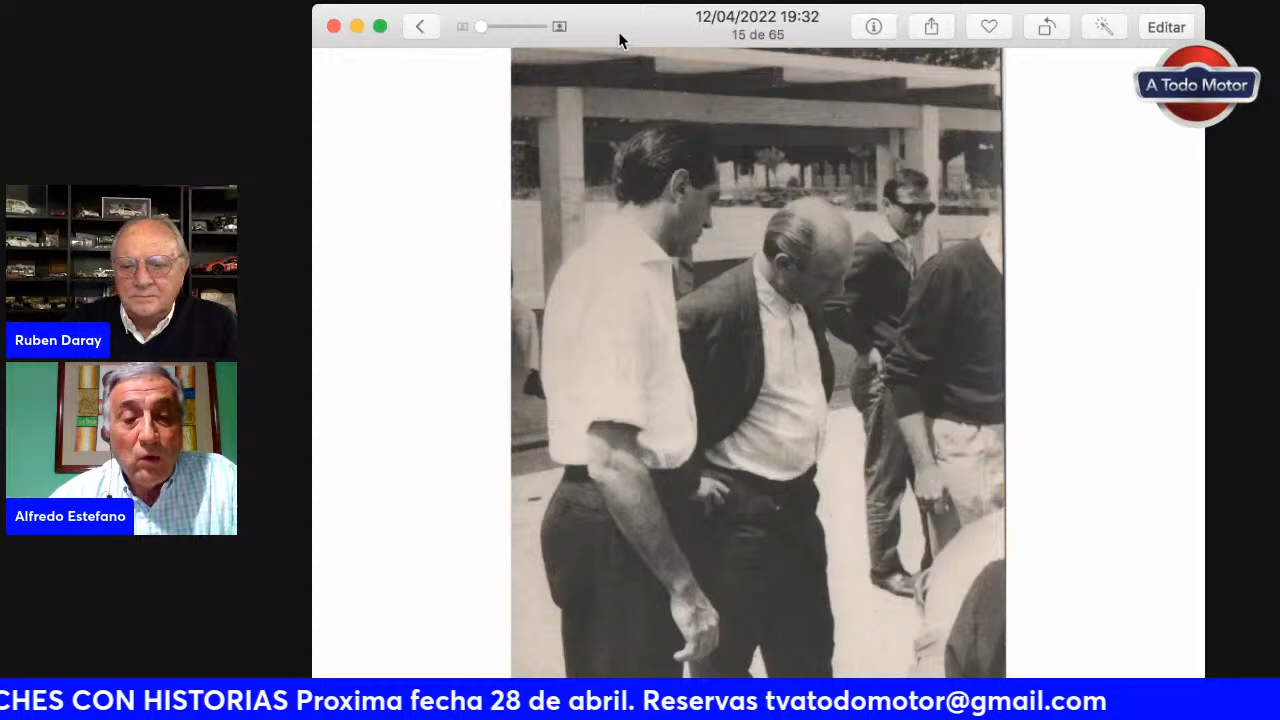 12/04/2022 19:32
15 de 65
Editar
A Todo Motor
Ruben Daray
Alfredo Estefano
CHES CON HISTORIAS Proxima fecha 28 de abril. Reservas tvatodomotor@gmail.com